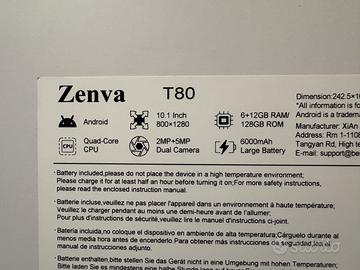 Zenva T80
Android
10.1 Inch
800×1280
6+12GB RAM/
128GB ROM
Quad-Core
CPU
2MP+5MP
Dual Camera
6000mAh
Large Battery
Dimension:242.5×16
*All information is fo
Android is a tradema
Manufacturer: XiAn
Address: Rm 1-1108
Tangyan Rd, High te
E-mail: support@be
CPU
·Battery included,please do not place the device in a high temperature environment;
Please charge it for at least half an hour before turning it on;For more safety instructions,
please read the enclosed instruction manual.
·Batterie incluse,veuillez ne pas placer l'appareil dans un environnement à haute température;
Veuillez le charger pendant au moins une demi-heure avant de l'allumer;
Pour plus d'instructions de sécurité, veuillez lire le manuel d'instructions ci-joint.
·Batería incluida,no coloque el dispositivo en un ambiente de alta temperatura;Cárguelo durante al
menos media hora antes de encenderlo;Para obtener más instrucciones de seguridad,lea el
manual de instrucciones adjunto.
·Batterie enthalten,bitte stellen Sie das Gerät nicht in eine Umgebung mit hohen Temperaturen;